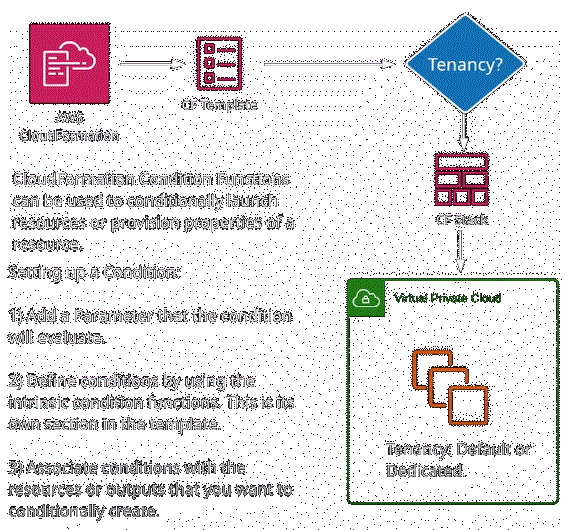 Tenancy?
AWS
CloudFormation
CF Template
CloudFormation Condition Functions
can be used to conditionally launch
resources or provision properties of a
resource.
CF Stack
Setting up a Condition:
Virtual Private Cloud
1) Add a Parameter that the condition
will evaluate.
2) Define conditions by using the
intrinsic condition functions. This is its
own section in the template.
Tenancy: Default or
Dedicated.
3) Associate conditions with the
resources or outputs that you want to
conditionally create.